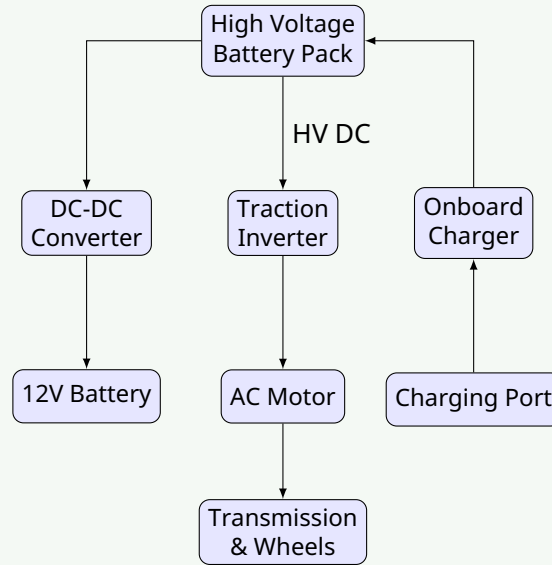 High Voltage
Battery Pack
HV DC
DC-DC
Converter
Traction
Inverter
Onboard
Charger
12V Battery
AC Motor
Charging Port
Transmission
& Wheels